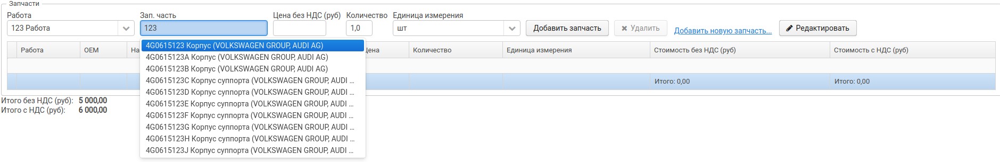 Запчасти
Работа Зап. часть Цена без НДС (руб) Количество Единица измерения
123 Работа 123 1,0 шт Добавить запчасть Удалить Добавить новую запчасть... Редактировать
Работа OEM На Цена Количество Единица измерения Стоимость без НДС (руб) Стоимость с НДС (руб)
4G0615123 Корпус (VOLKSWAGEN GROUP, AUDI AG)
4G0615123A Корпус (VOLKSWAGEN GROUP, AUDI AG)
4G0615123B Корпус (VOLKSWAGEN GROUP, AUDI AG)
4G0615123C Корпус суппорта (VOLKSWAGEN GROUP, AUDI ...
4G0615123D Корпус суппорта (VOLKSWAGEN GROUP, AUDI ...
4G0615123E Корпус суппорта (VOLKSWAGEN GROUP, AUDI ...
4G0615123F Корпус суппорта (VOLKSWAGEN GROUP, AUDI ...
4G0615123G Корпус суппорта (VOLKSWAGEN GROUP, AUDI ...
4G0615123H Корпус суппорта (VOLKSWAGEN GROUP, AUDI ...
4G0615123J Корпус суппорта (VOLKSWAGEN GROUP, AUDI ...
Итого: 0,00 Итого: 0,00
Итого без НДС (руб): 5 000,00
Итого с НДС (руб): 6 000,00